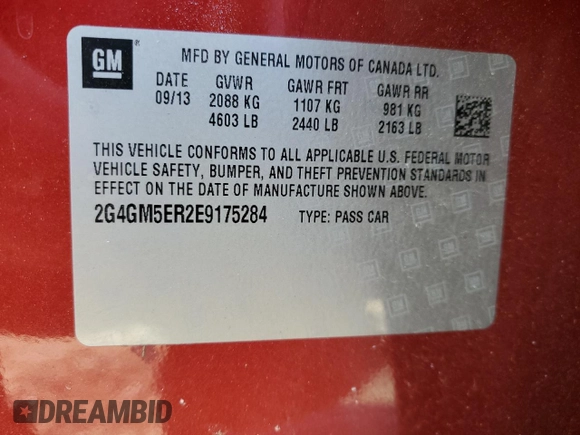 GM
MFD BY GENERAL MOTORS OF CANADA LTD.
DATE GVWR GAWR FRT GAWR RR
09/13 2088 KG 1107 KG 981 KG
4603 LB 2440 LB 2163 LB
THIS VEHICLE CONFORMS TO ALL APPLICABLE U.S. FEDERAL MOTOR
VEHICLE SAFETY, BUMPER, AND THEFT PREVENTION STANDARDS IN
EFFECT ON THE DATE OF MANUFACTURE SHOWN ABOVE.
2G4GM5ER2E9175284 TYPE: PASS CAR
DREAMBID